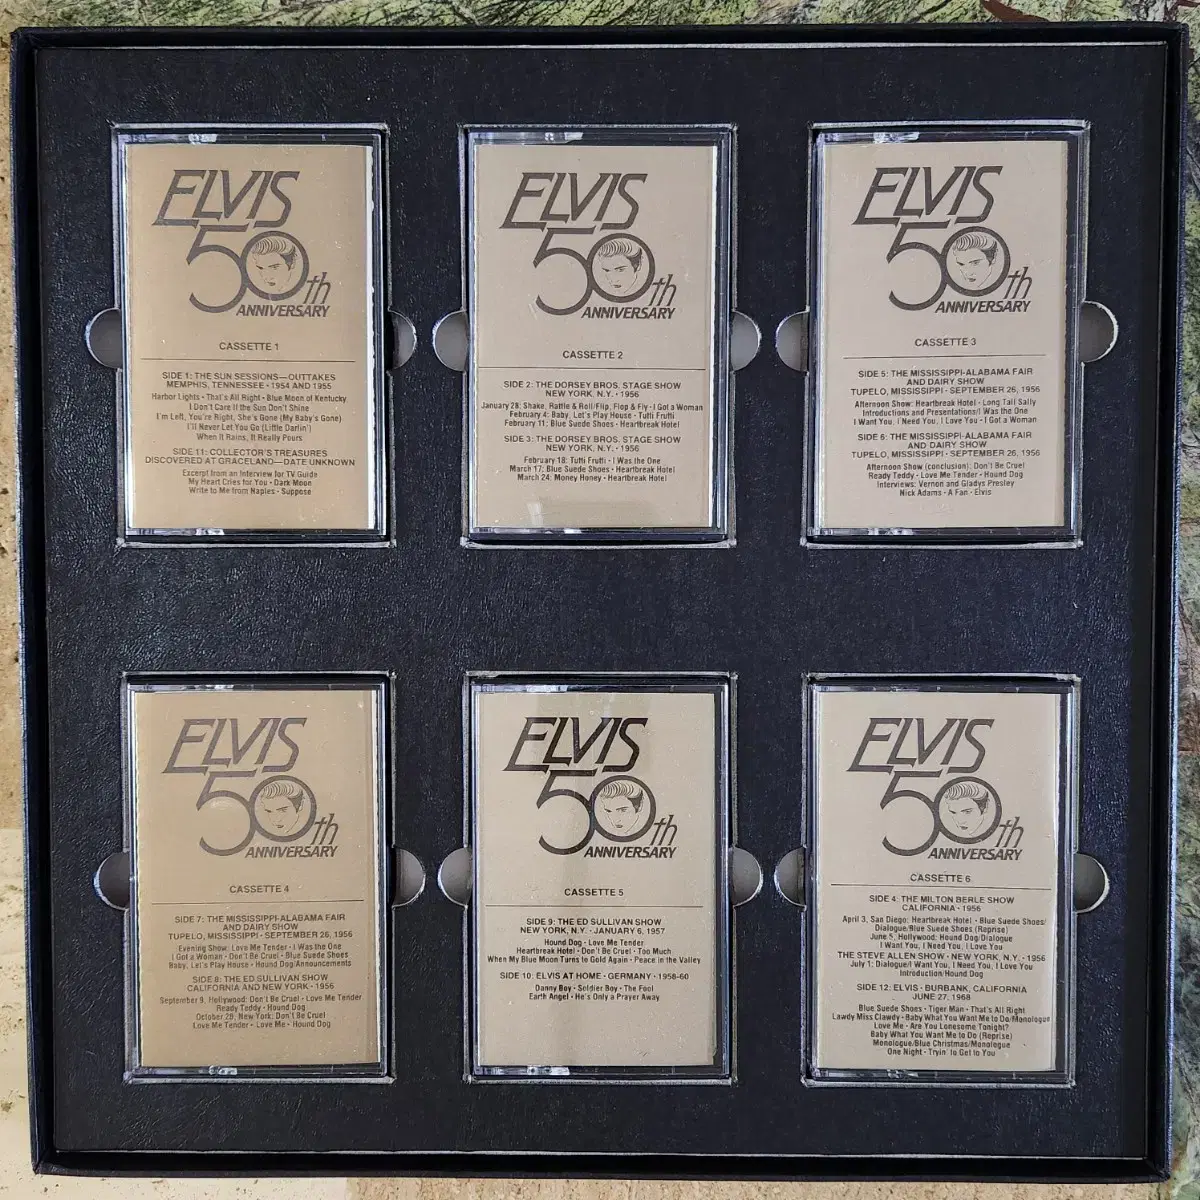 ELVIS
50th
ANNIVERSARY
CASSETTE 1
SIDE 1: THE SUN SESSIONS—OUTTAKES
MEMPHIS, TENNESSEE • 1954 AND 1955
Harbor Lights • That's All Right • Blue Moon of Kentucky
I Don't Care if the Sun Don't Shine
I'm Left, You're Right, She's Gone (My Baby's Gone)
I'll Never Let You Go (Little Darlin')
When It Rains, It Really Pours
SIDE 11: COLLECTOR'S TREASURES
DISCOVERED AT GRACELAND—DATE UNKNOWN
Excerpt from an Interview for TV Guide
My Heart Cries for You • Dark Moon
Write to Me from Naples • Suppose
ELVIS
50th
ANNIVERSARY
CASSETTE 2
SIDE 2: THE DORSEY BROS. STAGE SHOW
NEW YORK, N.Y. • 1956
January 28: Shake, Rattle & Roll/Flip, Flop & Fly • I Got a Woman
February 4: Baby, Let's Play House • Tutti Frutti
February 11: Blue Suede Shoes • Heartbreak Hotel
SIDE 3: THE DORSEY BROS. STAGE SHOW
NEW YORK, N.Y. • 1956
February 18: Tutti Frutti • I Was the One
March 17: Blue Suede Shoes • Heartbreak Hotel
March 24: Money Honey • Heartbreak Hotel
ELVIS
50th
ANNIVERSARY
CASSETTE 3
SIDE 5: THE MISSISSIPPI-ALABAMA FAIR
AND DAIRY SHOW
TUPELO, MISSISSIPPI • SEPTEMBER 26, 1956
Afternoon Show: Heartbreak Hotel • Long Tall Sally
Introductions and Presentations/I Was the One
I Want You, I Need You, I Love You • I Got a Woman
SIDE 6: THE MISSISSIPPI-ALABAMA FAIR
AND DAIRY SHOW
TUPELO, MISSISSIPPI • SEPTEMBER 26, 1956
Afternoon Show (conclusion): Don't Be Cruel
Ready Teddy • Love Me Tender • Hound Dog
Interviews: Vernon and Gladys Presley
Nick Adams • A Fan • Elvis
ELVIS
50th
ANNIVERSARY
CASSETTE 4
SIDE 7: THE MISSISSIPPI-ALABAMA FAIR
AND DAIRY SHOW
TUPELO, MISSISSIPPI • SEPTEMBER 26, 1956
Evening Show: Love Me Tender • I Was the One
I Got a Woman • Don't Be Cruel • Blue Suede Shoes
Baby, Let's Play House • Hound Dog/Announcements
SIDE 8: THE ED SULLIVAN SHOW
CALIFORNIA AND NEW YORK • 1956
September 9, Hollywood: Don't Be Cruel • Love Me Tender
Ready Teddy • Hound Dog
October 28, New York: Don't Be Cruel
Love Me Tender • Love Me • Hound Dog
ELVIS
50th
ANNIVERSARY
CASSETTE 5
SIDE 9: THE ED SULLIVAN SHOW
NEW YORK, N.Y. • JANUARY 6, 1957
Hound Dog • Love Me Tender
Heartbreak Hotel • Don't Be Cruel • Too Much
When My Blue Moon Turns to Gold Again • Peace in the Valley
SIDE 10: ELVIS AT HOME • GERMANY • 1958-60
Danny Boy • Soldier Boy • The Fool
Earth Angel • He's Only a Prayer Away
ELVIS
50th
ANNIVERSARY
CASSETTE 6
SIDE 4: THE MILTON BERLE SHOW
CALIFORNIA • 1956
April 3, San Diego: Heartbreak Hotel • Blue Suede Shoes/
Dialogue/Blue Suede Shoes (Reprise)
June 5, Hollywood: Hound Dog/Dialogue
I Want You, I Need You, I Love You
THE STEVE ALLEN SHOW • NEW YORK, N.Y. • 1956
July 1: Dialogue/I Want You, I Need You, I Love You
Introduction/Hound Dog
SIDE 12: ELVIS • BURBANK, CALIFORNIA
JUNE 27, 1968
Blue Suede Shoes • Tiger Man • That's All Right
Lawdy Miss Clawdy • Baby What You Want Me to Do/Monologue
Love Me • Are You Lonesome Tonight?
Baby What You Want Me to Do (Reprise)
Monologue/Blue Christmas/Monologue
One Night • Tryin' to Get to You